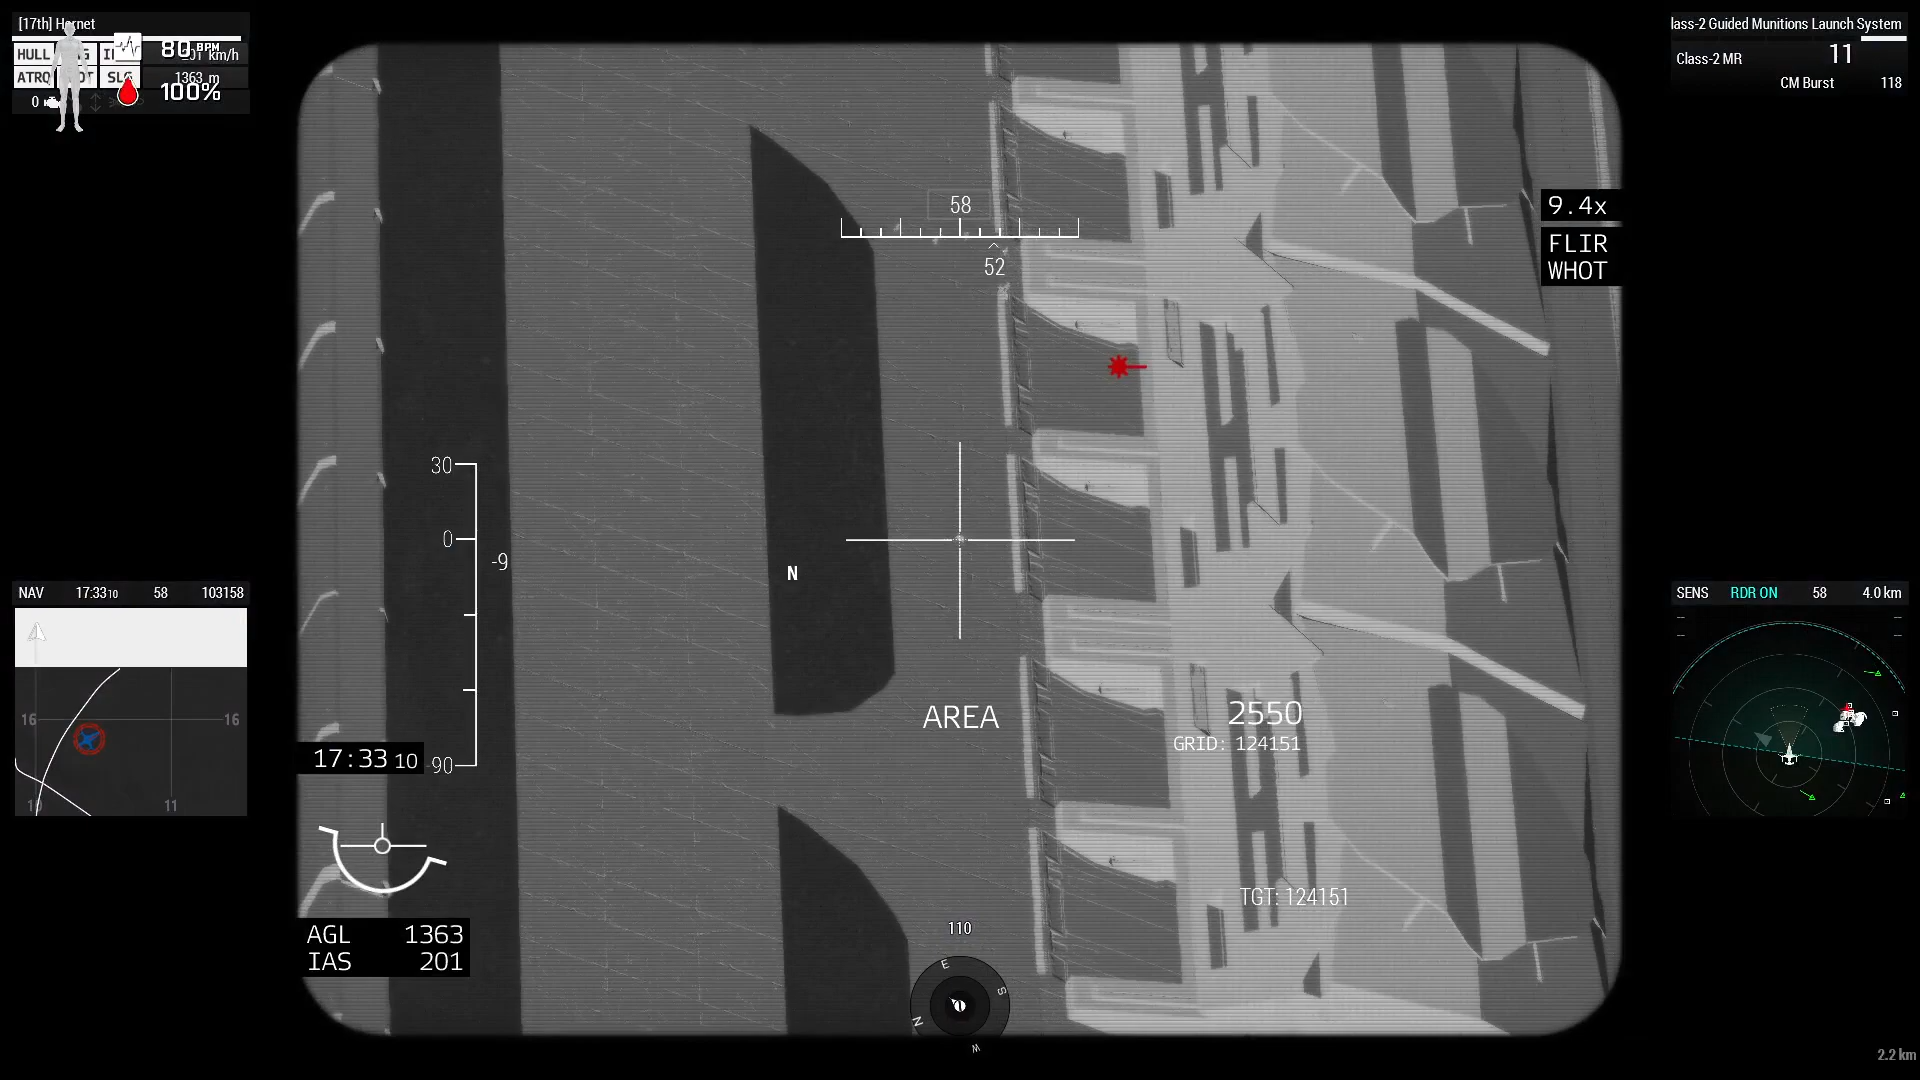 [17th] Hornet
HULL
80 BPM
km/h
ATRQ
SLG
1363 m
0
100%
lass-2 Guided Munitions Launch System
Class-2 MR
11
CM Burst
118
58
52
9.4x
FLIR
WHOT
30
0
-9
-90
N
NAV
17:33 10
58
103158
16
16
10
11
17:33 10
AREA
2550
GRID: 124151
TGT: 124151
AGL 1363
IAS 201
110
E
S
N
W
SENS
RDR ON
58
4.0 km
2.2 km